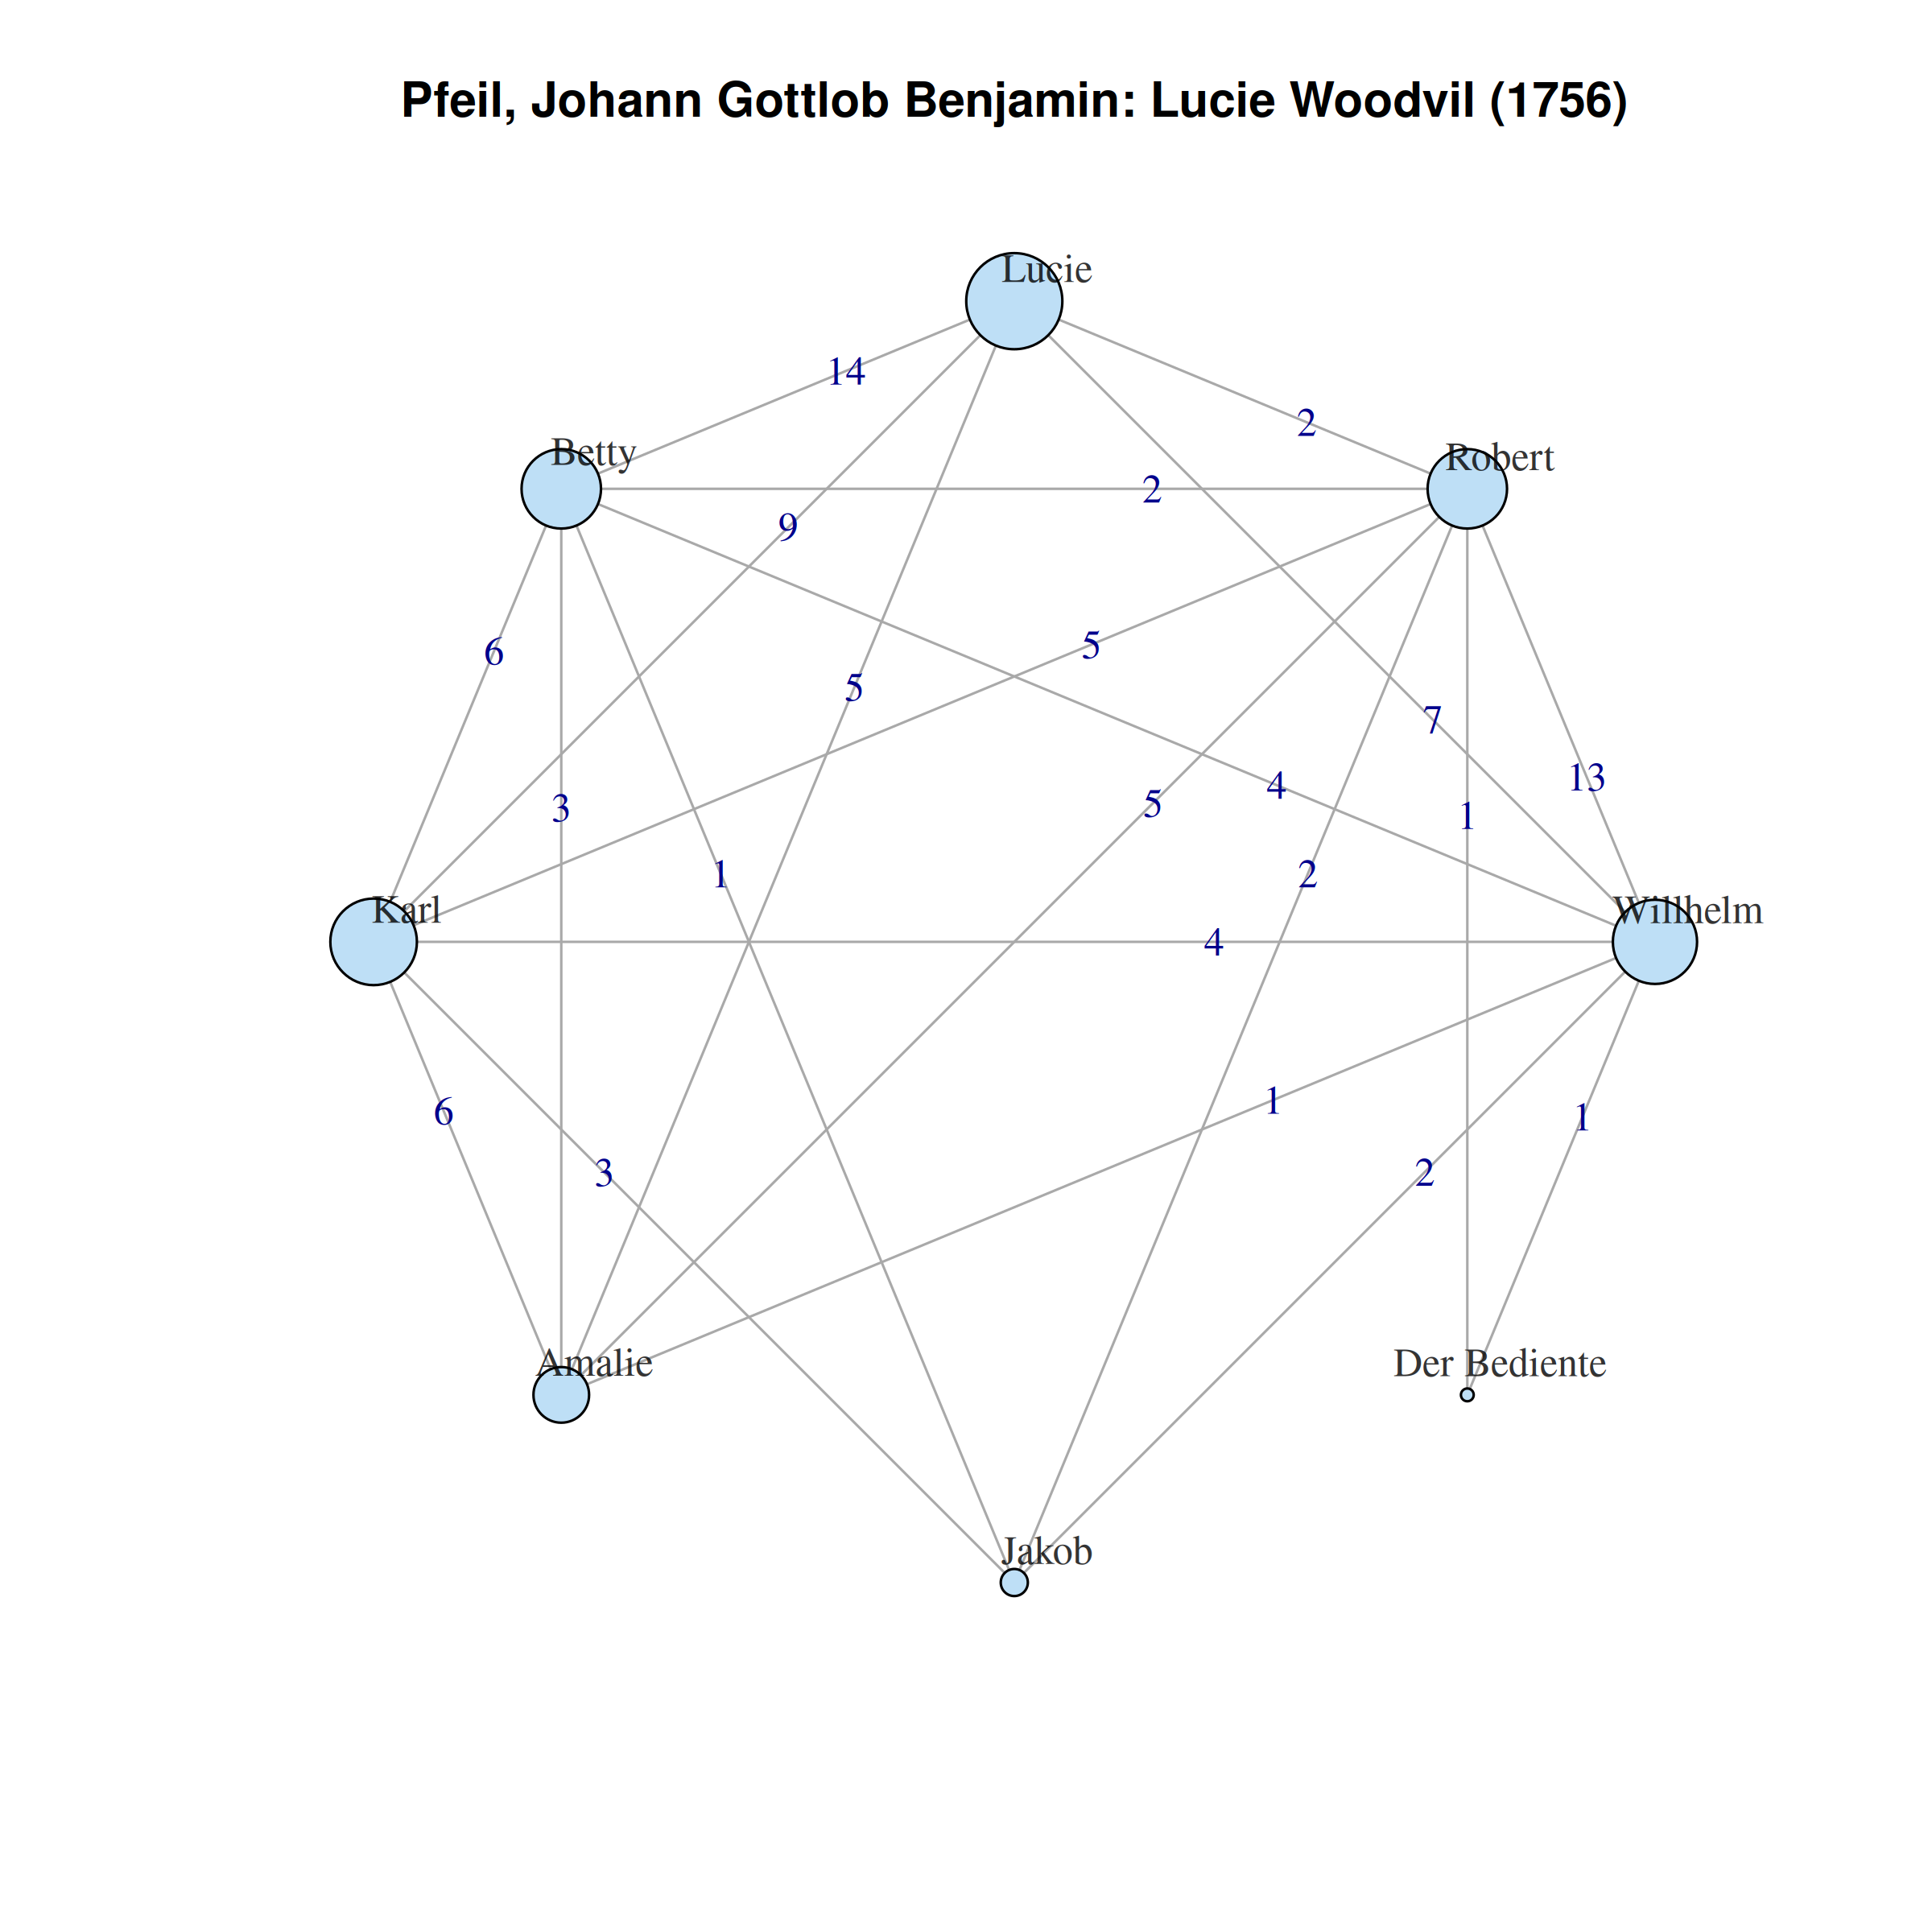 Pfeil, Johann Gottlob Benjamin: Lucie Woodvil (1756)
Lucie
14
2
Betty
Robert
2
9
6
5
5
7
13
3
4
5
1
1
2
Karl
Willhelm
4
6
1
1
3
2
Amalie
Der Bediente
Jakob